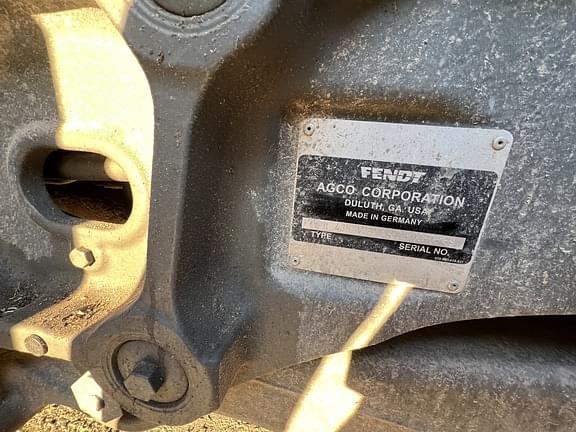 FENDT
AGCO CORPORATION
DULUTH, GA. USA
MADE IN GERMANY
TYPE
SERIAL NO.